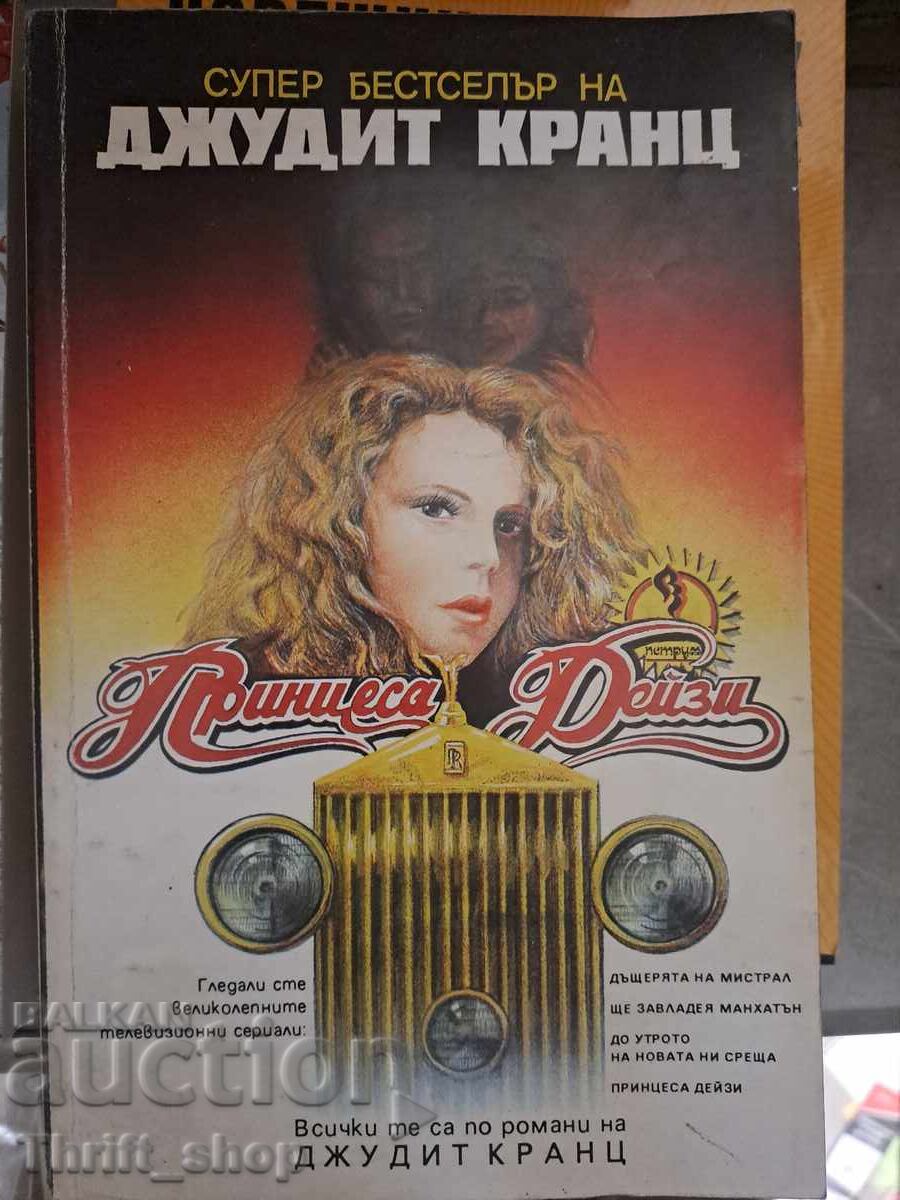 СУПЕР БЕСТСЕЛЪР НА
ДЖУДИТ КРАНЦ
петрум
Принцеса Дейзи
R
Гледали сте
великолепните
телевизионни сериали:
ДЪЩЕРЯТА НА МИСТРАЛ
ЩЕ ЗАВЛАДЕЯ МАНХАТЪН
ДО УТРОТО
НА НОВАТА НИ СРЕЩА
ПРИНЦЕСА ДЕЙЗИ
Всички те са по романи на
ДЖУДИТ КРАНЦ
BALKAN
auction
Thrift_shop